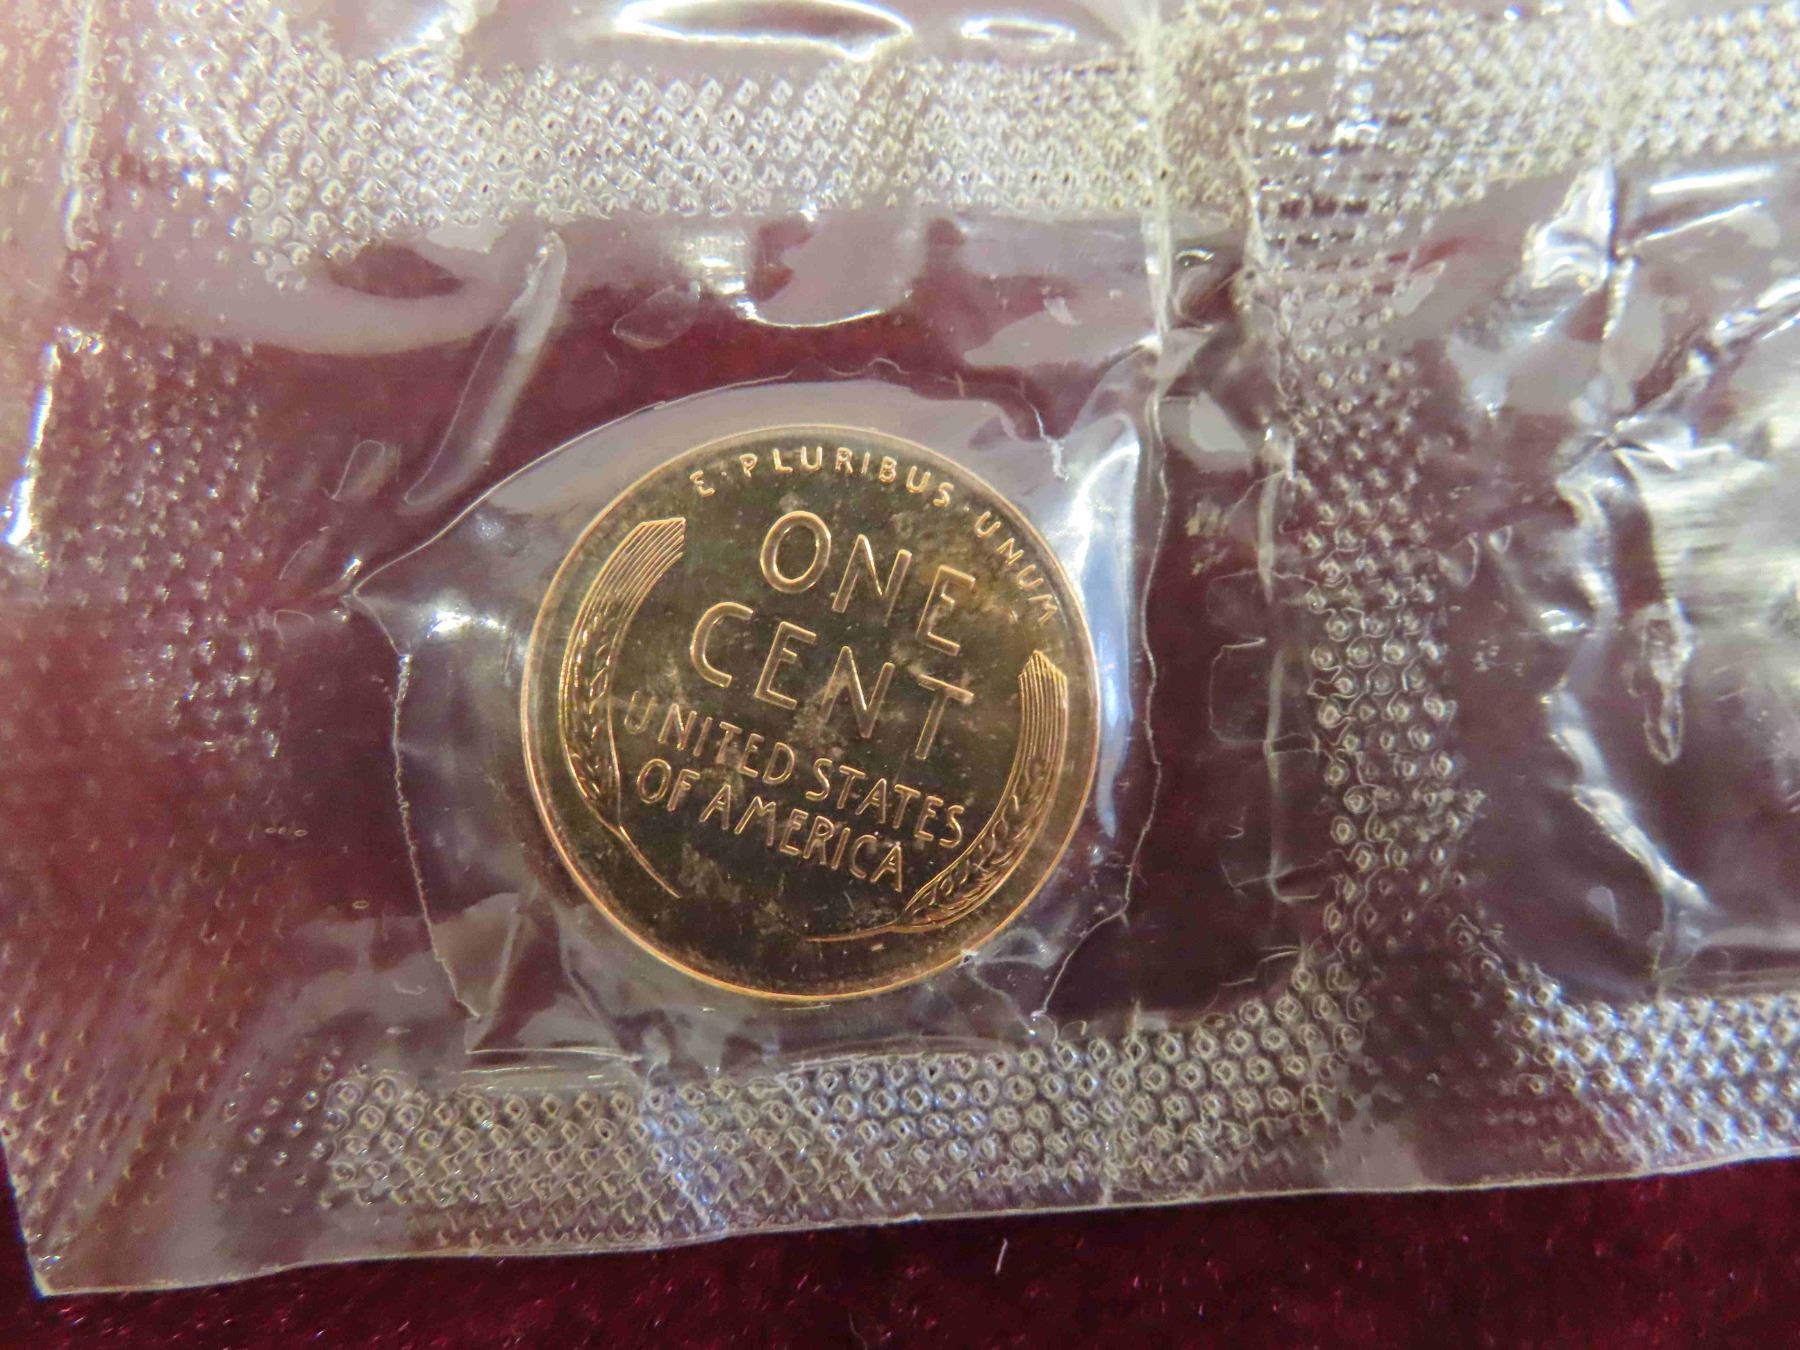 E·PLURIBUS·UNUM
ONE
CENT
UNITED STATES
OF AMERICA